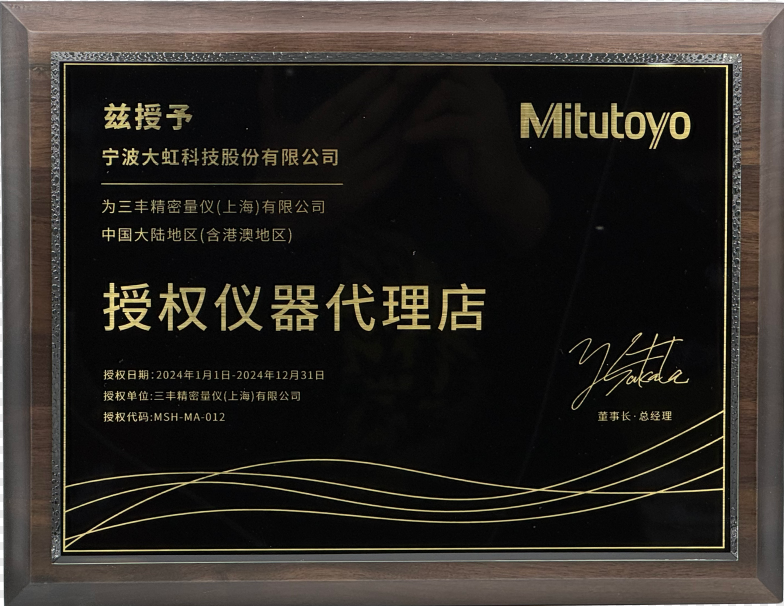 兹授予
Mitutoyo
宁波大虹科技股份有限公司
为三丰精密量仪(上海)有限公司
中国大陆地区(含港澳地区)
授权仪器代理店
授权日期:2024年1月1日-2024年12月31日
授权单位:三丰精密量仪(上海)有限公司
授权代码:MSH-MA-012
董事长·总经理